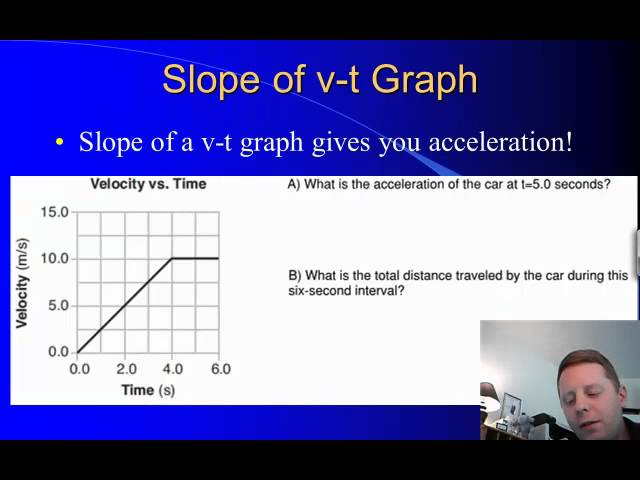 Slope of v-t Graph
• Slope of a v-t graph gives you acceleration!
Velocity vs. Time
A) What is the acceleration of the car at t=5.0 seconds?
15.0
10.0
5.0
0.0
Velocity (m/s)
0.0 2.0 4.0 6.0
Time (s)
B) What is the total distance traveled by the car during this
six-second interval?